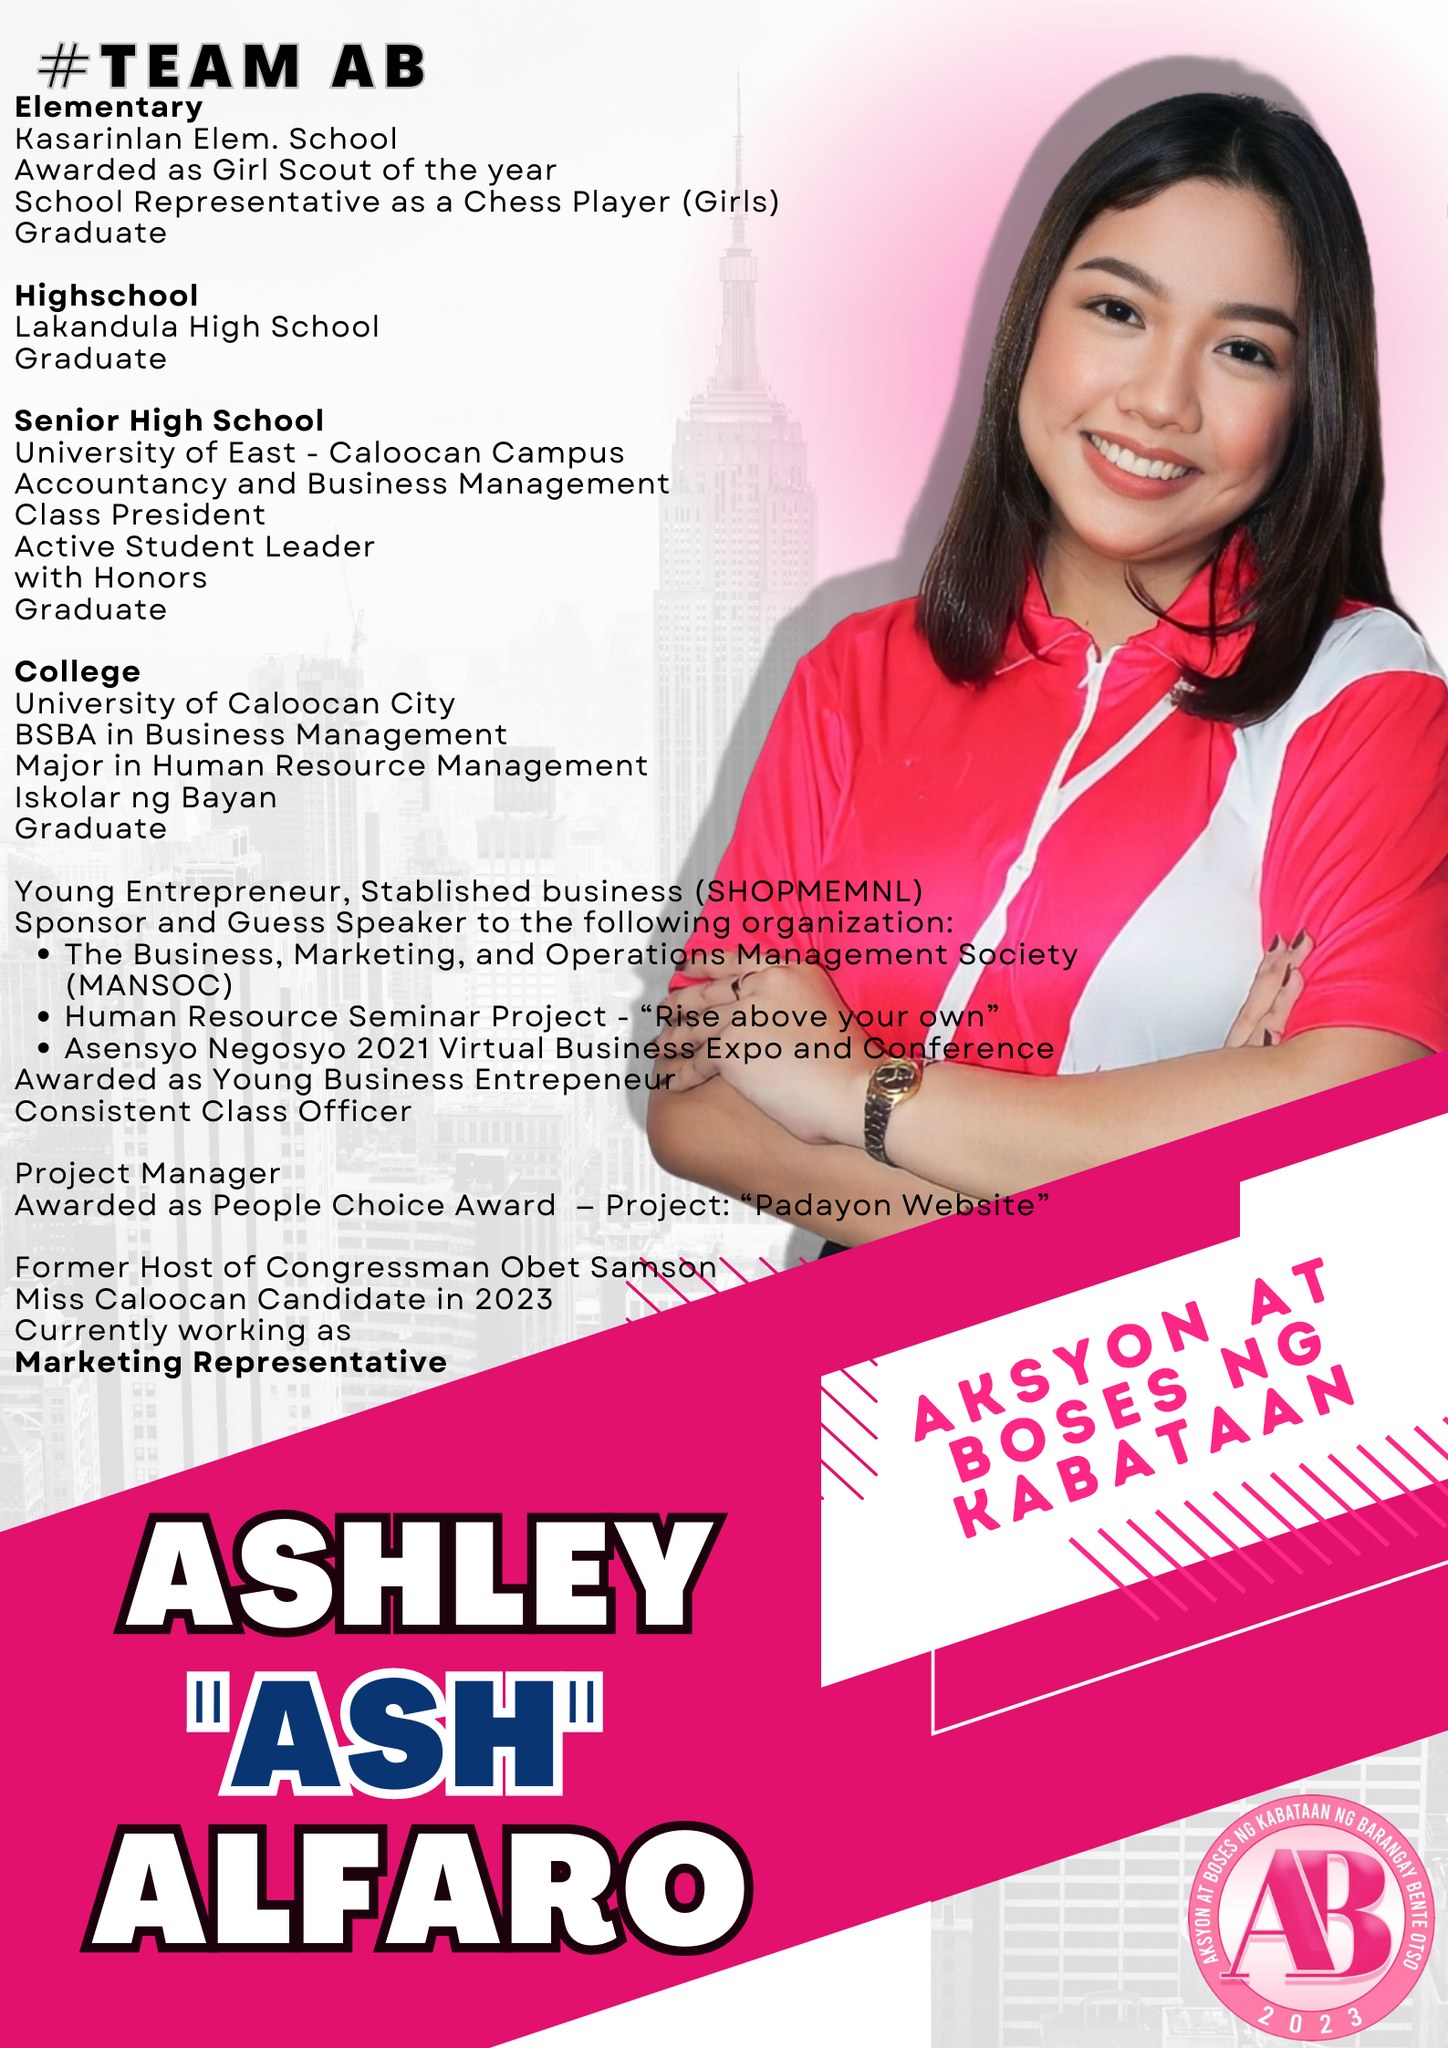 #TEAM AB
Elementary
Kasarinlan Elem. School
Awarded as Girl Scout of the year
School Representative as a Chess Player (Girls)
Graduate
Highschool
Lakandula High School
Graduate
Senior High School
University of East - Caloocan Campus
Accountancy and Business Management
Class President
Active Student Leader
with Honors
Graduate
College
University of Caloocan City
BSBA in Business Management
Major in Human Resource Management
Iskolar ng Bayan
Graduate
Young Entrepreneur, Stablished business (SHOPMEMNL)
Sponsor and Guess Speaker to the following organization:
• The Business, Marketing, and Operations Management Society
(MANSOC)
• Human Resource Seminar Project - “Rise above your own”
• Asensyo Negosyo 2021 Virtual Business Expo and Conference
Awarded as Young Business Entrepeneur
Consistent Class Officer
Project Manager
Awarded as People Choice Award – Project: “Padayon Website”
Former Host of Congressman Obet Samson
Miss Caloocan Candidate in 2023
Currently working as
Marketing Representative
AKSYON AT
BOSES NG
KABATAAN
ASHLEY
"ASH"
ALFARO
AKSYON AT BOSES NG KABATAAN NG BARANGAY BENTE OTSO
AB
2023